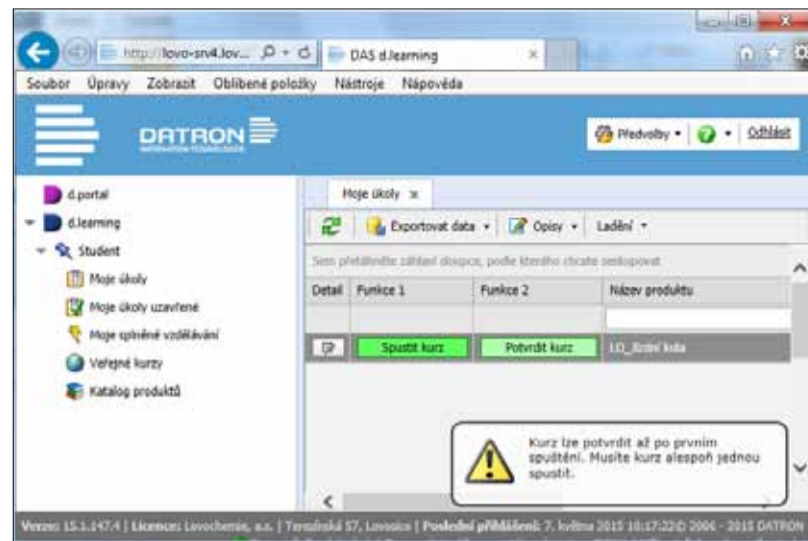 http://lovo-srv4.lov...
DAS d.learning
Soubor Úpravy Zobrazit Oblíbené položky Nástroje Nápověda
DATRON
INFORMATION TECHNOLOGIES
Předvolby
Odhlásit
d.portal
d.learning
Student
Moje úkoly
Moje úkoly uzavřené
Moje splněné vzdělávání
Veřejné kurzy
Katalog produktů
Moje úkoly
Exportovat data Opisy Ladění
Sem přetáhněte záhlaví sloupce, podle kterého chcete seskupovat
Detail Funkce 1 Funkce 2 Název produktu
Spustit kurz Potvrdit kurz
Kurz lze potvrdit až po prvním
spuštění. Musíte kurz alespoň jednou
spustit.
Verze: 15.1.147.4 | Licence: Lovochemie, a.s. | Terezínská 57, Lovosice | Poslední přihlášení: 7. května 2015 10:17:22© 2006 - 2015 DATRON